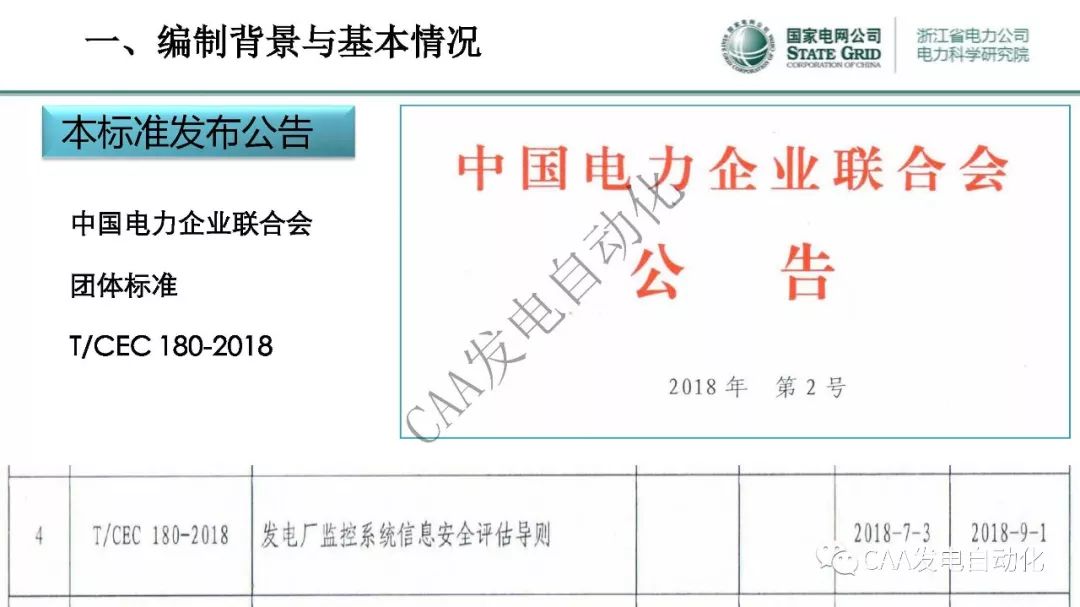 一、编制背景与基本情况
国家电网公司
STATE GRID
CORPORATION OF CHINA
浙江省电力公司
电力科学研究院
本标准发布公告
中国电力企业联合会
团体标准
T/CEC 180-2018
中国电力企业联合会
公 告
2018 年 第 2 号
CAA发电自动化
4 T/CEC 180-2018 发电厂监控系统信息安全评估导则 2018-7-3 2018-9-1
CAA发电自动化